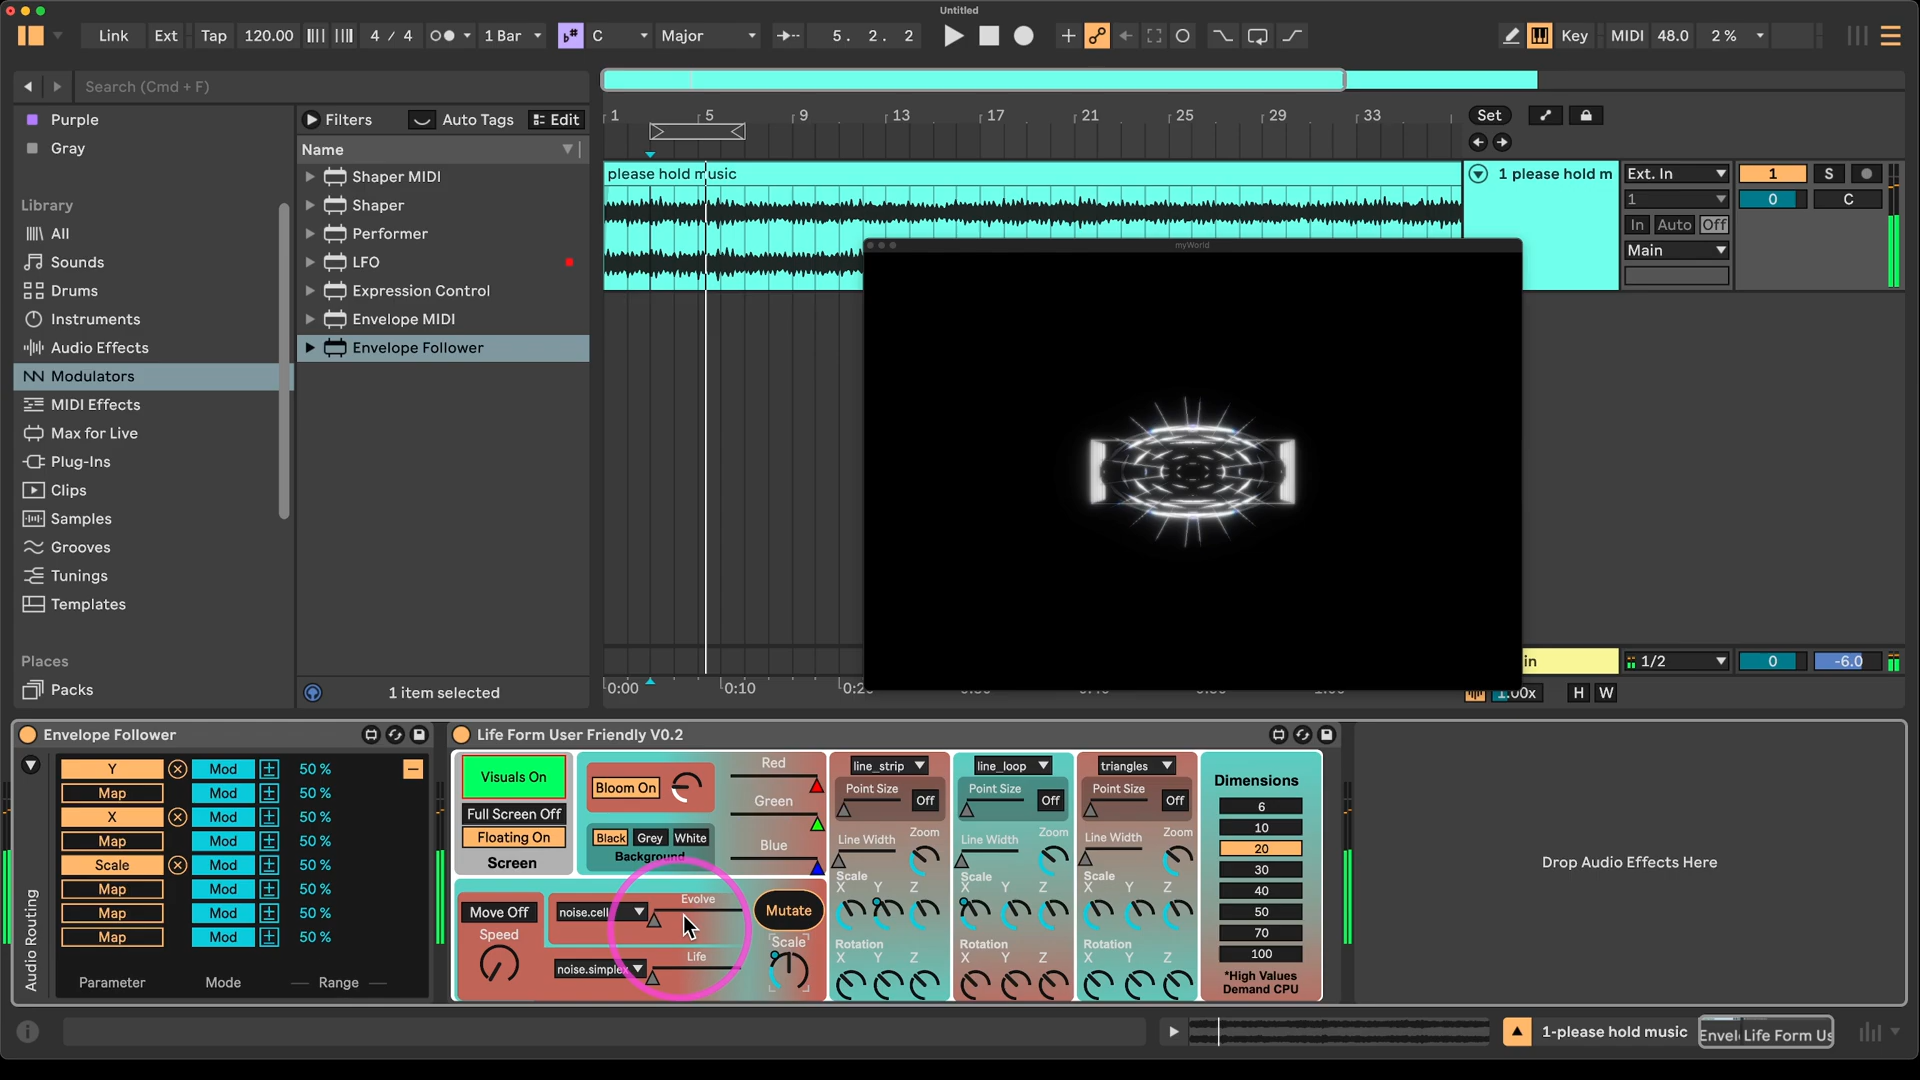 Untitled
Link Ext Tap 120.00 4 / 4 1 Bar C Major 5. 2. 2 Key MIDI 48.0 2 %
Search (Cmd + F)
Purple
Gray
Library
All
Sounds
Drums
Instruments
Audio Effects
Modulators
MIDI Effects
Max for Live
Plug-Ins
Clips
Samples
Grooves
Tunings
Templates
Places
Packs
Filters Auto Tags Edit
Name
Shaper MIDI
Shaper
Performer
LFO
Expression Control
Envelope MIDI
Envelope Follower
1 item selected
1 5 9 13 17 21 25 29 33
Set
please hold music
1 please hold m
Ext. In
1
In Auto Off
Main
1 S
0 C
myWorld
in 1/2 0 -6.0
0:00 0:10
1.00x H W
Envelope Follower
Y Mod 50 %
Map Mod 50 %
X Mod 50 %
Map Mod 50 %
Scale Mod 50 %
Map Mod 50 %
Map Mod 50 %
Map Mod 50 %
Parameter Mode Range
Audio Routing
Life Form User Friendly V0.2
Visuals On
Full Screen Off
Floating On
Screen
Bloom On
Black Grey White
Background
Red
Green
Blue
Move Off
Speed
noise.cell
Evolve
noise.simplex
Life
Mutate
Scale
line_strip
Point Size
Off
Line Width Zoom
Scale
X Y Z
Rotation
X Y Z
line_loop
Point Size
Off
Line Width Zoom
Scale
X Y Z
Rotation
X Y Z
triangles
Point Size
Off
Line Width Zoom
Scale
X Y Z
Rotation
X Y Z
Dimensions
6
10
20
30
40
50
70
100
*High Values
Demand CPU
Drop Audio Effects Here
1-please hold music
Envel Life Form Us